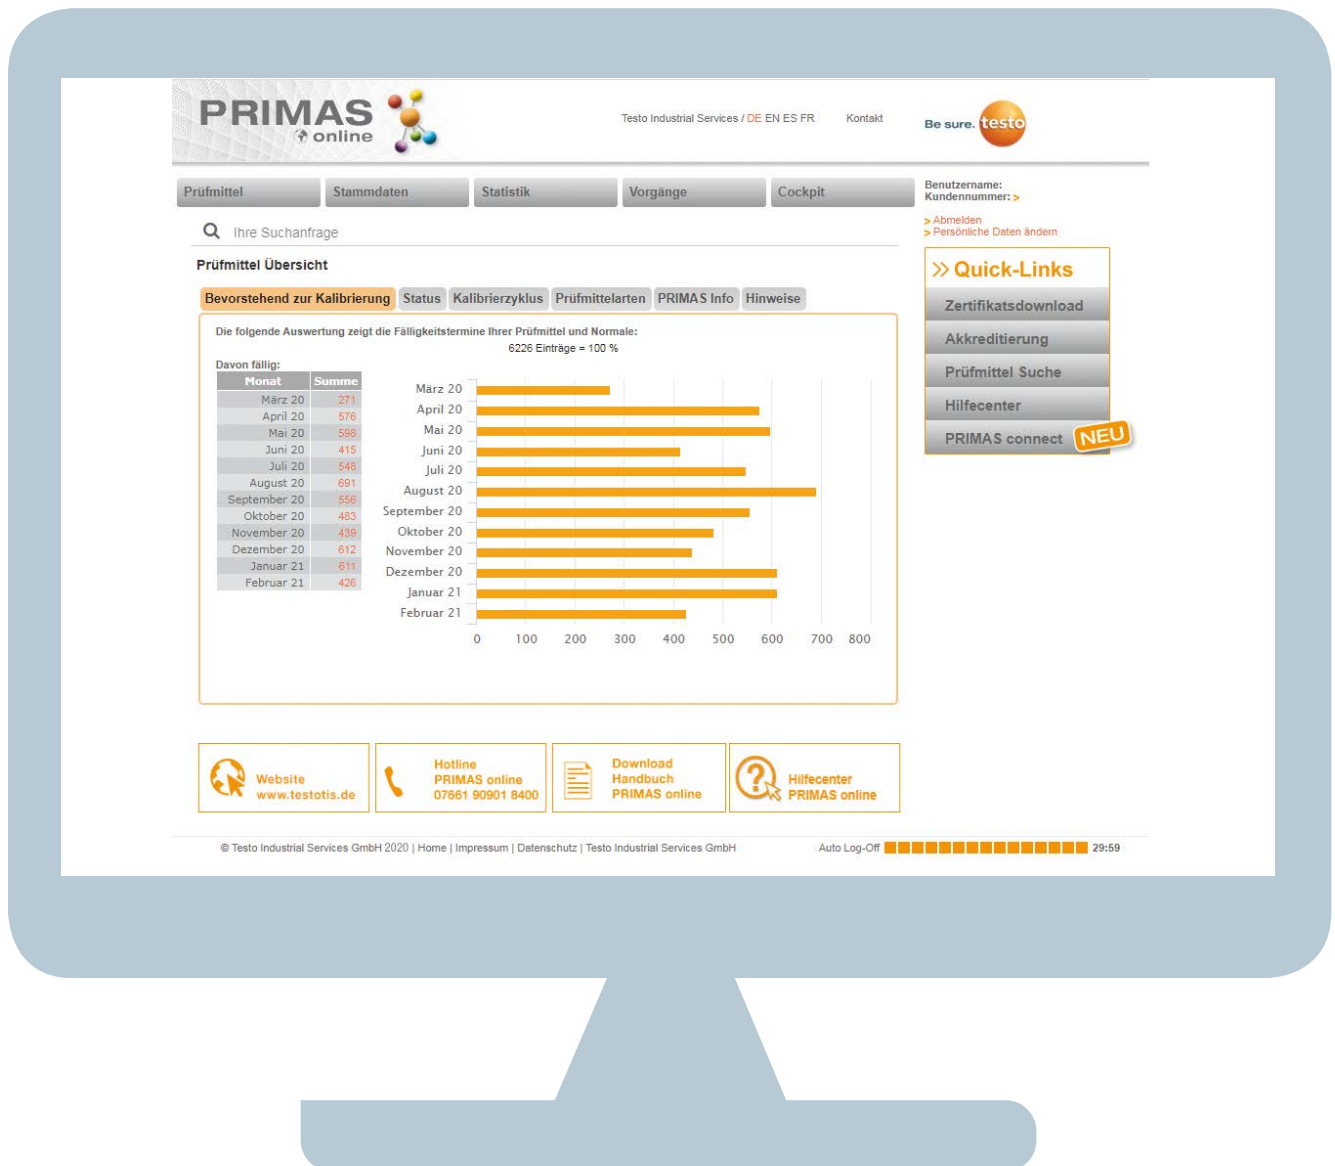 PRIMAS
online
Testo Industrial Services / DE EN ES FR
Kontakt
Be sure. testo
Prüfmittel
Stammdaten
Statistik
Vorgänge
Cockpit
Benutzername:
Kundennummer: >
> Abmelden
> Persönliche Daten ändern
Ihre Suchanfrage
Prüfmittel Übersicht
Bevorstehend zur Kalibrierung
Status
Kalibrierzyklus
Prüfmittelarten
PRIMAS Info
Hinweise
Die folgende Auswertung zeigt die Fälligkeitstermine Ihrer Prüfmittel und Normale:
6226 Einträge = 100 %
Davon fällig:
Monat Summe
März 20 271
April 20 576
Mai 20 598
Juni 20 415
Juli 20 548
August 20 691
September 20 556
Oktober 20 483
November 20 439
Dezember 20 612
Januar 21 611
Februar 21 426
März 20
April 20
Mai 20
Juni 20
Juli 20
August 20
September 20
Oktober 20
November 20
Dezember 20
Januar 21
Februar 21
0 100 200 300 400 500 600 700 800
>> Quick-Links
Zertifikatsdownload
Akkreditierung
Prüfmittel Suche
Hilfecenter
PRIMAS connect NEU
Website
www.testotis.de
Hotline
PRIMAS online
07661 90901 8400
Download
Handbuch
PRIMAS online
Hilfecenter
PRIMAS online
© Testo Industrial Services GmbH 2020 | Home | Impressum | Datenschutz | Testo Industrial Services GmbH
Auto Log-Off 29:59